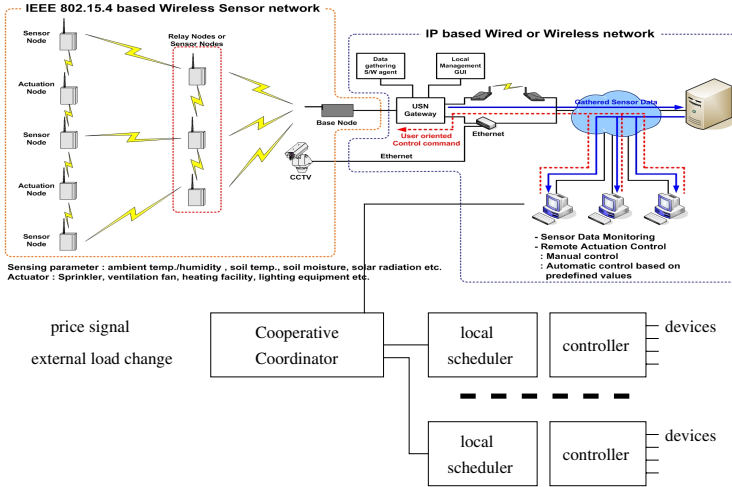 IEEE 802.15.4 based Wireless Sensor network
IP based Wired or Wireless network
Sensor
Node
Actuation
Node
Sensor
Node
Actuation
Node
Sensor
Node
Relay Nodes or
Sensor Nodes
Base Node
CCTV
Data
gathering
S/W agent
Local
Management
GUI
USN
Gateway
User oriented
Control command
Ethernet
Ethernet
Gathered Sensor Data
- Sensor Data Monitoring
- Remote Actuation Control
: Manual control
: Automatic control based on
predefined values
Sensing parameter : ambient temp./humidity , soil temp., soil moisture, solar radiation etc.
Actuator : Sprinkler, ventilation fan, heating facility, lighting equipment etc.
price signal
external load change
Cooperative
Coordinator
local
scheduler
controller
devices
local
scheduler
controller
devices